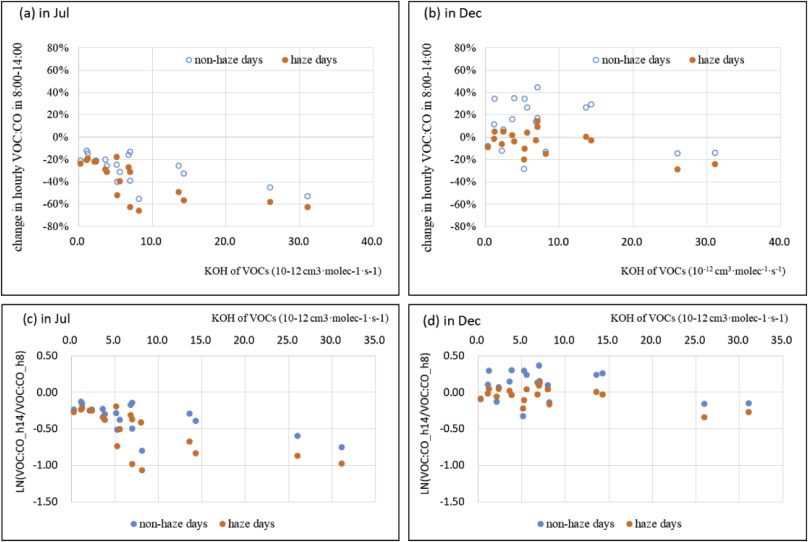 (a) in Jul
change in hourly VOC:CO in 8:00-14:00
80%
60%
40%
20%
0%
-20%
-40%
-60%
-80%
non-haze days
haze days
0.0
10.0
20.0
30.0
40.0
KOH of VOCs (10-12 cm3·molec-1·s-1)
(b) in Dec
change in hourly VOC:CO in 8:00-14:00
80%
60%
40%
20%
0%
-20%
-40%
-60%
-80%
non-haze days
haze days
0.0
10.0
20.0
30.0
40.0
KOH of VOCs (10⁻¹² cm³·molec⁻¹·s⁻¹)
(c) in Jul
KOH of VOCs (10-12 cm3·molec-1·s-1)
0.0
5.0
10.0
15.0
20.0
25.0
30.0
35.0
LN(VOC:CO_h14/VOC:CO_h8)
0.50
0.00
-0.50
-1.00
-1.50
non-haze days
haze days
(d) in Dec
KOH of VOCs (10-12 cm3·molec-1·s-1)
0.0
5.0
10.0
15.0
20.0
25.0
30.0
35.0
LN(VOC:CO_h14/VOC:CO_h8)
0.50
0.00
-0.50
-1.00
-1.50
non-haze days
haze days